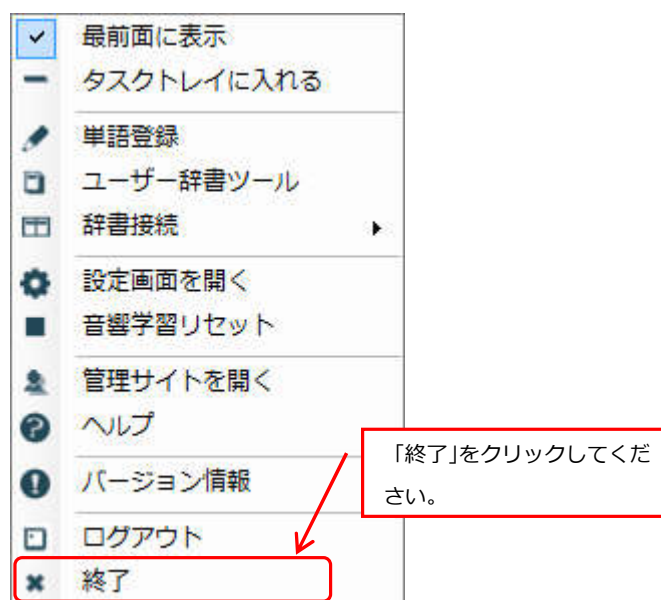 最前面に表示
タスクトレイに入れる
単語登録
ユーザー辞書ツール
辞書接続
設定画面を開く
音響学習リセット
管理サイトを開く
ヘルプ
「終了」をクリックしてくだ
さい。
バージョン情報
ログアウト
終了